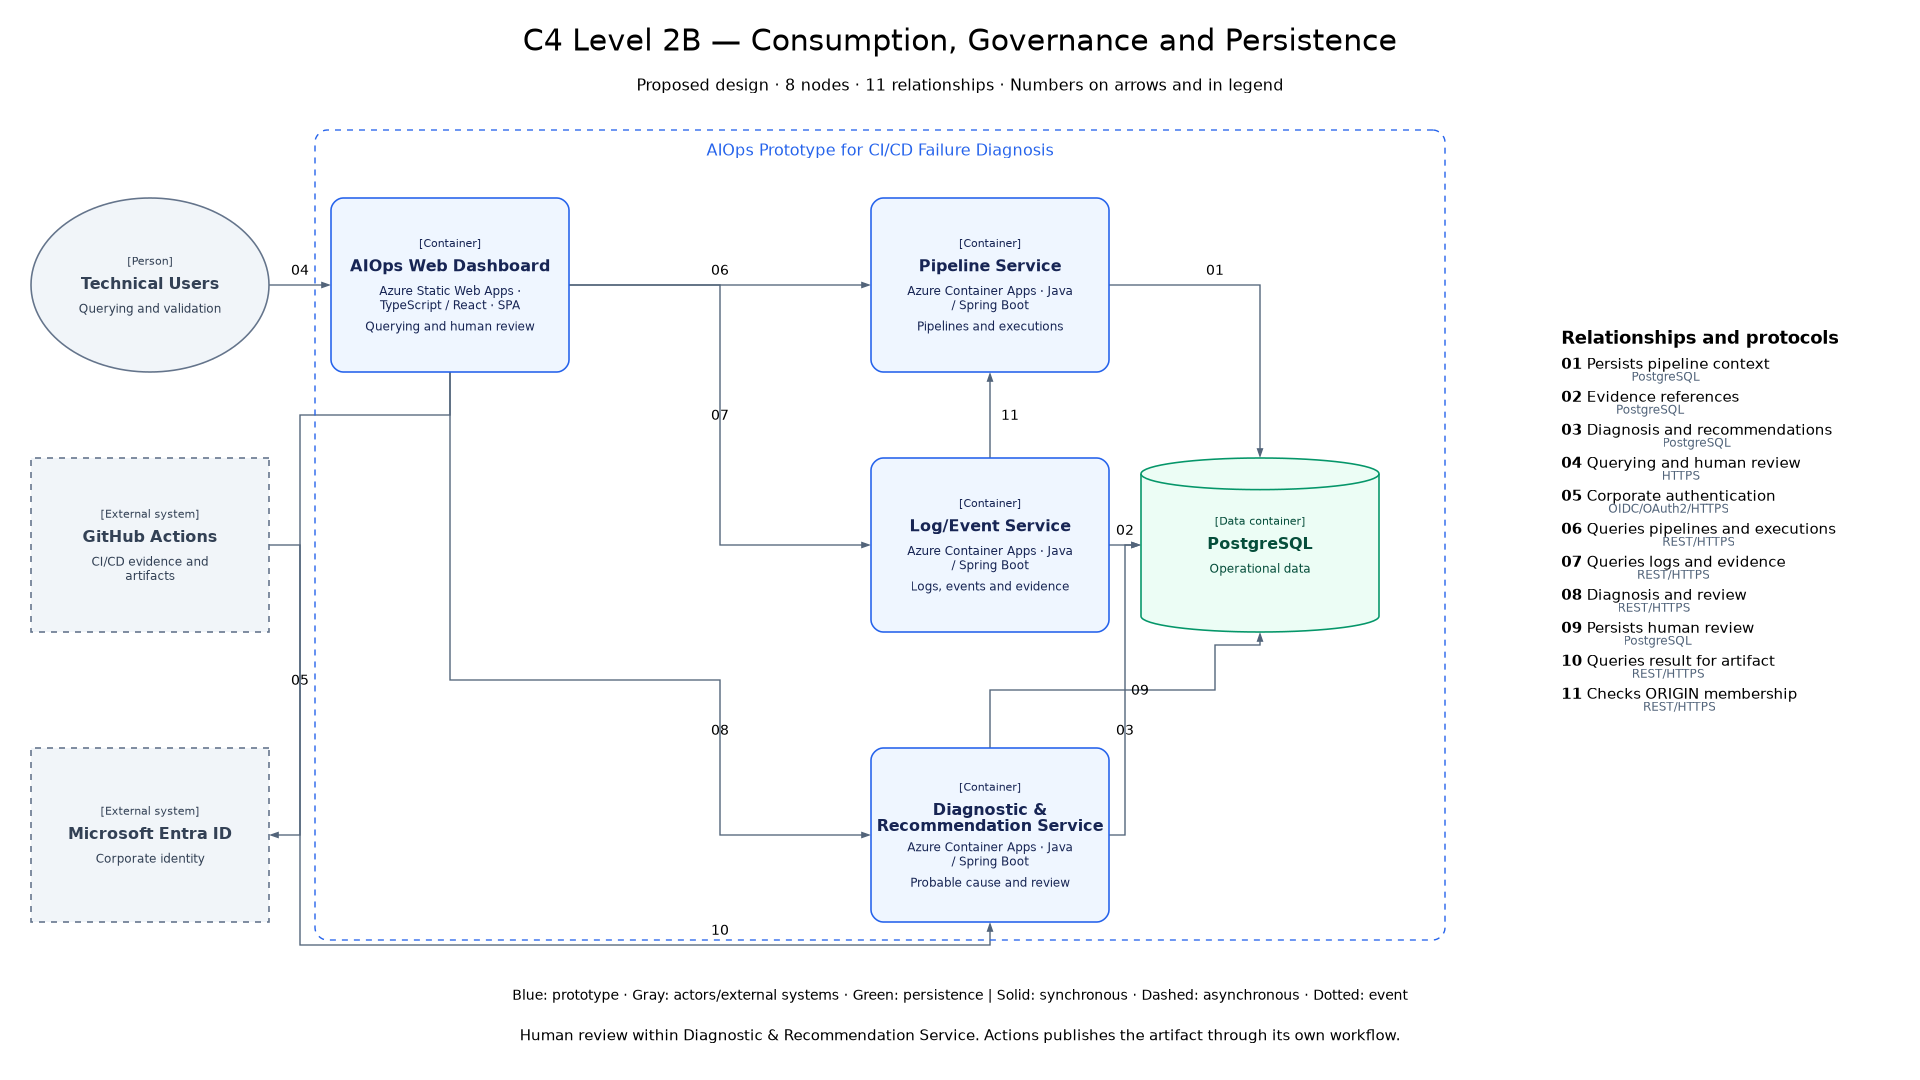 C4 Level 2B — Consumption, Governance and Persistence
Proposed design · 8 nodes · 11 relationships · Numbers on arrows and in legend
AIOps Prototype for CI/CD Failure Diagnosis
[Person]
Technical Users
Querying and validation
04
[Container]
AIOps Web Dashboard
Azure Static Web Apps ·
TypeScript / React · SPA
Querying and human review
06
[Container]
Pipeline Service
Azure Container Apps · Java
/ Spring Boot
Pipelines and executions
01
07
11
[External system]
GitHub Actions
CI/CD evidence and
artifacts
[Container]
Log/Event Service
Azure Container Apps · Java
/ Spring Boot
Logs, events and evidence
02
[Data container]
PostgreSQL
Operational data
05
09
08
03
[External system]
Microsoft Entra ID
Corporate identity
[Container]
Diagnostic &
Recommendation Service
Azure Container Apps · Java
/ Spring Boot
Probable cause and review
10
Relationships and protocols
01 Persists pipeline context
PostgreSQL
02 Evidence references
PostgreSQL
03 Diagnosis and recommendations
PostgreSQL
04 Querying and human review
HTTPS
05 Corporate authentication
OIDC/OAuth2/HTTPS
06 Queries pipelines and executions
REST/HTTPS
07 Queries logs and evidence
REST/HTTPS
08 Diagnosis and review
REST/HTTPS
09 Persists human review
PostgreSQL
10 Queries result for artifact
REST/HTTPS
11 Checks ORIGIN membership
REST/HTTPS
Blue: prototype · Gray: actors/external systems · Green: persistence | Solid: synchronous · Dashed: asynchronous · Dotted: event
Human review within Diagnostic & Recommendation Service. Actions publishes the artifact through its own workflow.